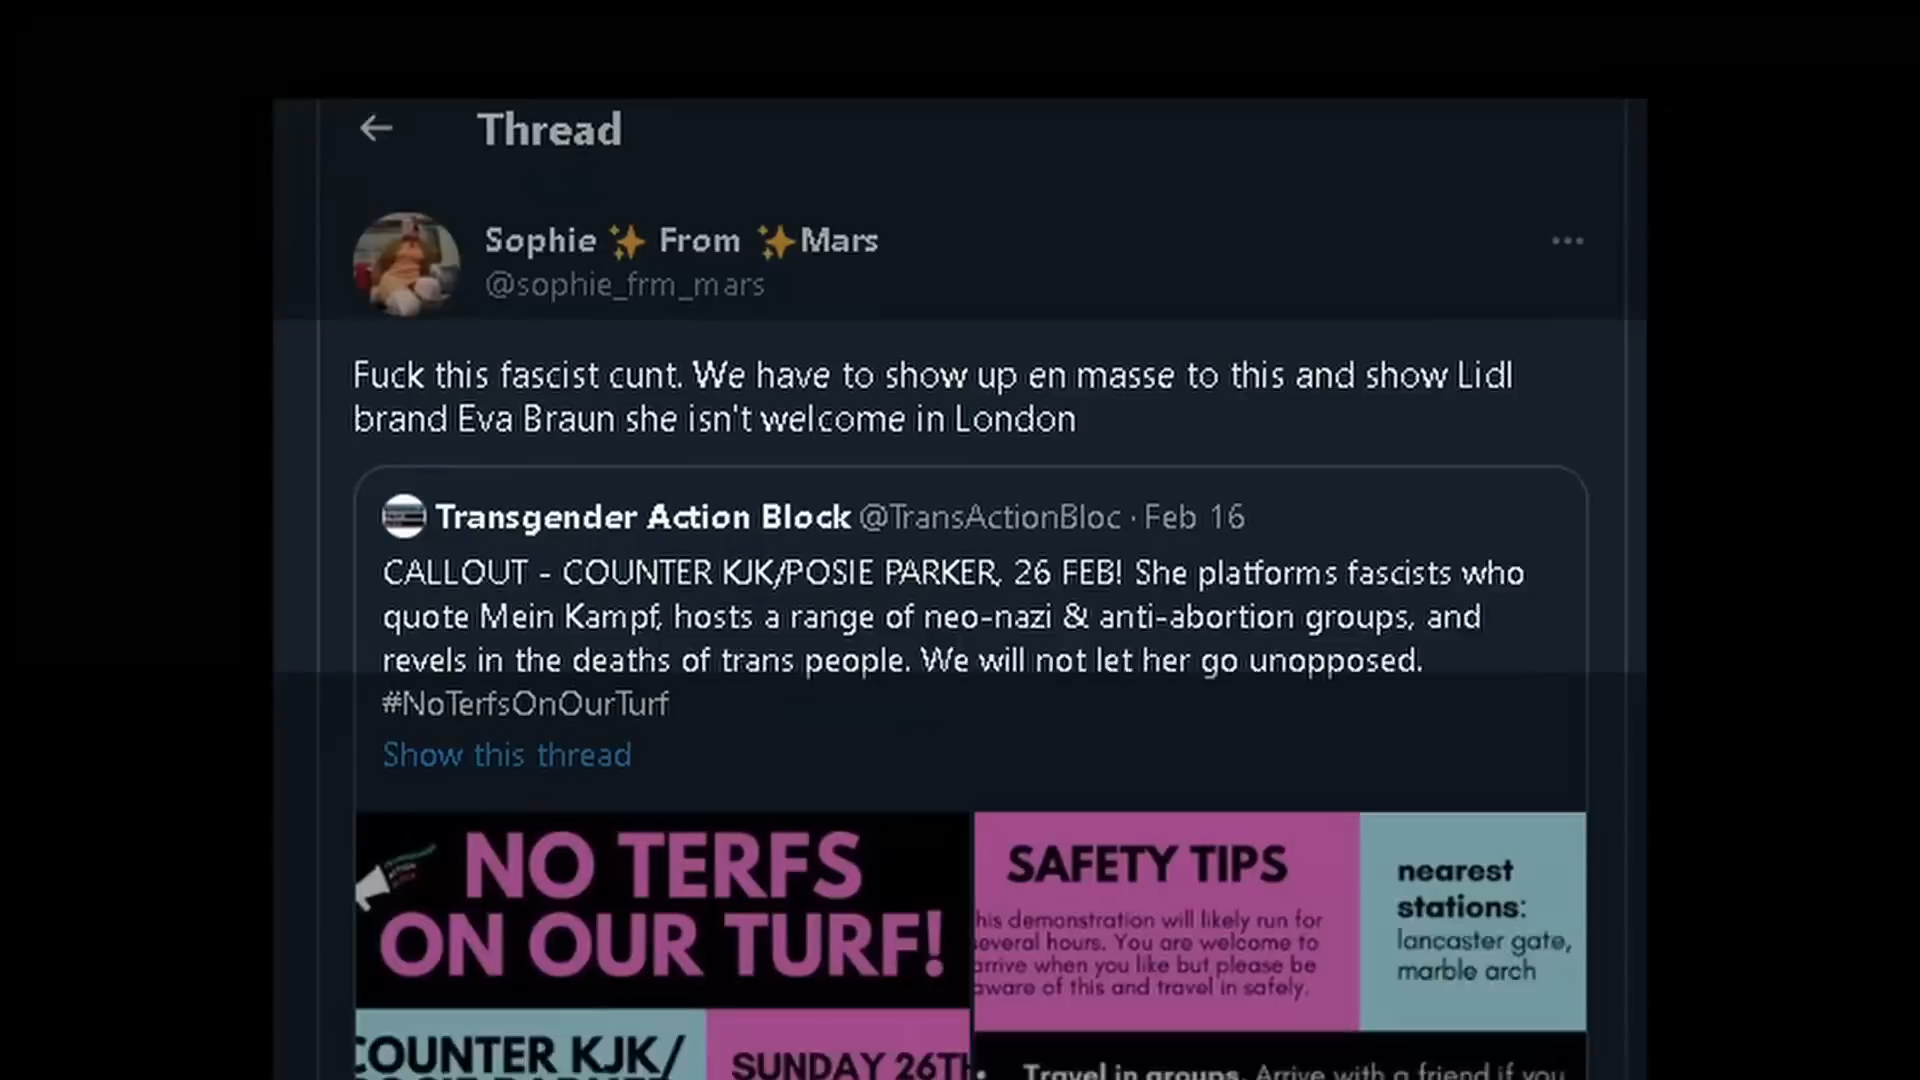 Thread
Sophie ✨ From ✨Mars
@sophie_frm_mars
Fuck this fascist cunt. We have to show up en masse to this and show Lidl
brand Eva Braun she isn't welcome in London
Transgender Action Block @TransActionBloc · Feb 16
CALLOUT - COUNTER KJK/POSIE PARKER, 26 FEB! She platforms fascists who
quote Mein Kampf, hosts a range of neo-nazi & anti-abortion groups, and
revels in the deaths of trans people. We will not let her go unopposed.
#NoTerfsOnOurTurf
Show this thread
NO TERFS
ON OUR TURF!
SAFETY TIPS
his demonstration will likely run for
several hours. You are welcome to
arrive when you like but please be
aware of this and travel in safely.
nearest
stations:
lancaster gate,
marble arch
COUNTER KJK/
SUNDAY 26TH
• Travel in groups. Arrive with a friend if you